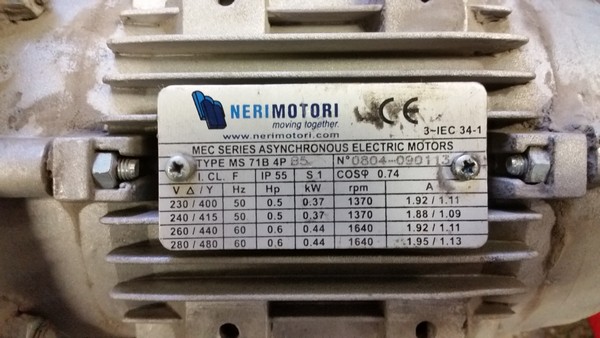 NERIMOTORI
moving together.
CE
www.nerimotori.com
3~IEC 34-1
MEC SERIES ASYNCHRONOUS ELECTRIC MOTORS
TYPE MS 71B 4P B5 N° 0804-090113
I. CL. F IP 55 S 1 COSφ 0.74
V Δ / Y Hz Hp kW rpm A
230 / 400 50 0.5 0.37 1370 1.92 / 1.11
240 / 415 50 0.5 0.37 1370 1.88 / 1.09
260 / 440 60 0.6 0.44 1640 1.92 / 1.11
280 / 480 60 0.6 0.44 1640 1.95 / 1.13